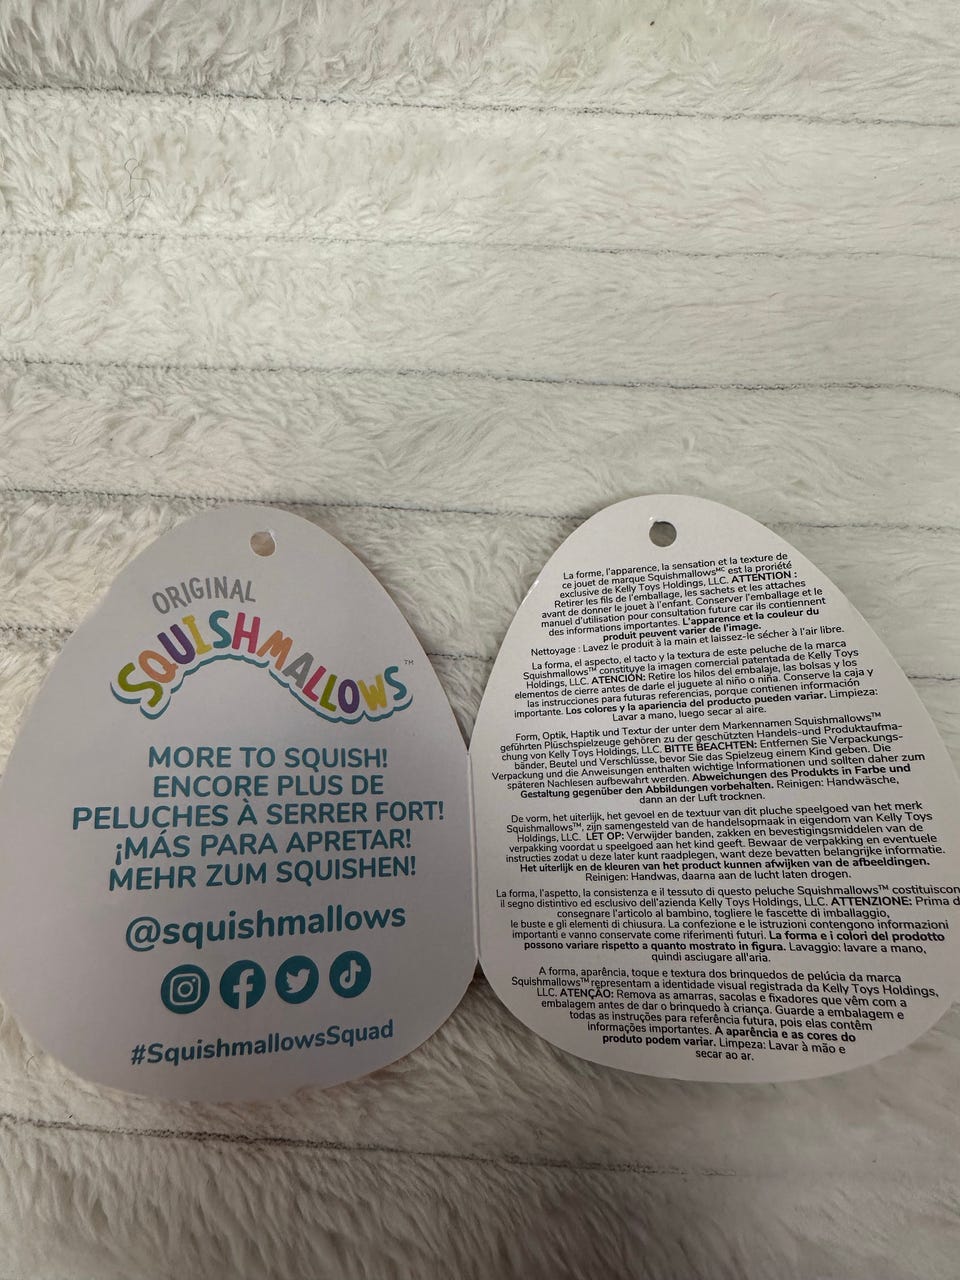 ORIGINAL
SQUISHMALLOWS™
MORE TO SQUISH!
ENCORE PLUS DE
PELUCHES À SERRER FORT!
¡MÁS PARA APRETAR!
MEHR ZUM SQUISHEN!
@squishmallows
#SquishmallowsSquad
La forme, l'apparence, la sensation et la texture de
ce jouet de marque Squishmallowsᴹᶜ est la proriété
exclusive de Kelly Toys Holdings, LLC. ATTENTION :
Retirer les fils de l'emballage, les sachets et les attaches
avant de donner le jouet à l'enfant. Conserver l'emballage et le
manuel d'utilisation pour consultation future car ils contiennent
des informations importantes. L'apparence et la couleur du
produit peuvent varier de l'image.
Nettoyage : Lavez le produit à la main et laissez-le sécher à l'air libre.
La forma, el aspecto, el tacto y la textura de este peluche de la marca
Squishmallows™ constituye la imagen comercial patentada de Kelly Toys
Holdings, LLC. ATENCIÓN: Retire los hilos del embalaje, las bolsas y los
elementos de cierre antes de darle el juguete al niño o niña. Conserve la caja y
las instrucciones para futuras referencias, porque contienen información
importante. Los colores y la apariencia del producto pueden variar. Limpieza:
Lavar a mano, luego secar al aire.
Form, Optik, Haptik und Textur der unter dem Markennamen Squishmallows™
geführten Plüschspielzeuge gehören zu der geschützten Handels-und Produktaufma-
chung von Kelly Toys Holdings, LLC. BITTE BEACHTEN: Entfernen Sie Verpackungs-
bänder, Beutel und Verschlüsse, bevor Sie das Spielzeug einem Kind geben. Die
Verpackung und die Anweisungen enthalten wichtige Informationen und sollten daher zum
späteren Nachlesen aufbewahrt werden. Abweichungen des Produkts in Farbe und
Gestaltung gegenüber den Abbildungen vorbehalten. Reinigen: Handwäsche,
dann an der Luft trocknen.
De vorm, het uiterlijk, het gevoel en de textuur van dit pluche speelgoed van het merk
Squishmallows™, zijn samengesteld van de handelsopmaak in eigendom van Kelly Toys
Holdings, LLC. LET OP: Verwijder banden, zakken en bevestigingsmiddelen van de
verpakking voordat u speelgoed aan het kind geeft. Bewaar de verpakking en eventuele
instructies zodat u deze later kunt raadplegen, want deze bevatten belangrijke informatie.
Het uiterlijk en de kleuren van het product kunnen afwijken van de afbeeldingen.
Reinigen: Handwas, daarna aan de lucht laten drogen.
La forma, l'aspetto, la consistenza e il tessuto di questo peluche Squishmallows™ costituiscon
il segno distintivo ed esclusivo dell'azienda Kelly Toys Holdings, LLC. ATTENZIONE: Prima d
consegnare l'articolo al bambino, togliere le fascette di imballaggio,
le buste e gli elementi di chiusura. La confezione e le istruzioni contengono informazioni
importanti e vanno conservate come riferimenti futuri. La forma e i colori del prodotto
possono variare rispetto a quanto mostrato in figura. Lavaggio: lavare a mano,
quindi asciugare all'aria.
A forma, aparência, toque e textura dos brinquedos de pelúcia da marca
Squishmallows™ representam a identidade visual registrada da Kelly Toys Holdings,
LLC. ATENÇÃO: Remova as amarras, sacolas e fixadores que vêm com a
embalagem antes de dar o brinquedo à criança. Guarde a embalagem e
todas as instruções para referência futura, pois elas contêm
informações importantes. A aparência e as cores do
produto podem variar. Limpeza: Lavar à mão e
secar ao ar.